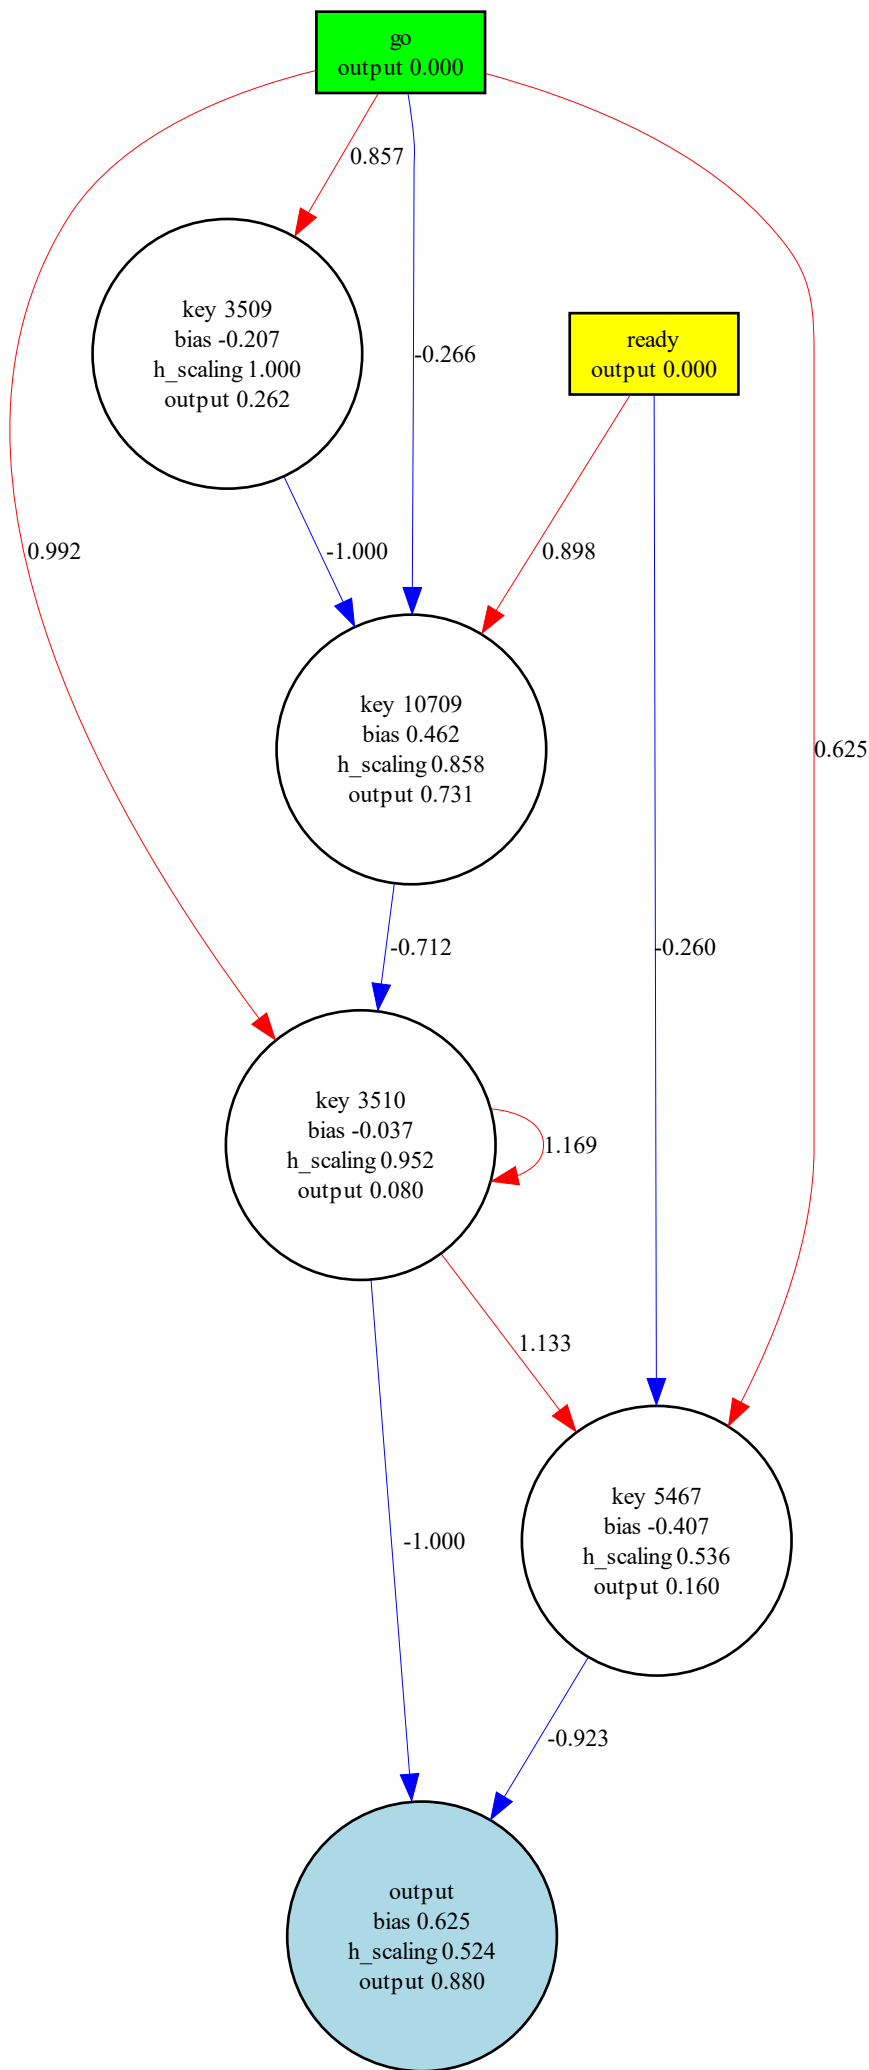 go
output 0.000
0.857
key 3509
bias -0.207
h_scaling 1.000
output 0.262
-0.266
ready
output 0.000
0.992
-1.000
0.898
key 10709
bias 0.462
h_scaling 0.858
output 0.731
0.625
-0.712
-0.260
key 3510
bias -0.037
h_scaling 0.952
output 0.080
1.169
1.133
key 5467
bias -0.407
h_scaling 0.536
output 0.160
-1.000
-0.923
output
bias 0.625
h_scaling 0.524
output 0.880